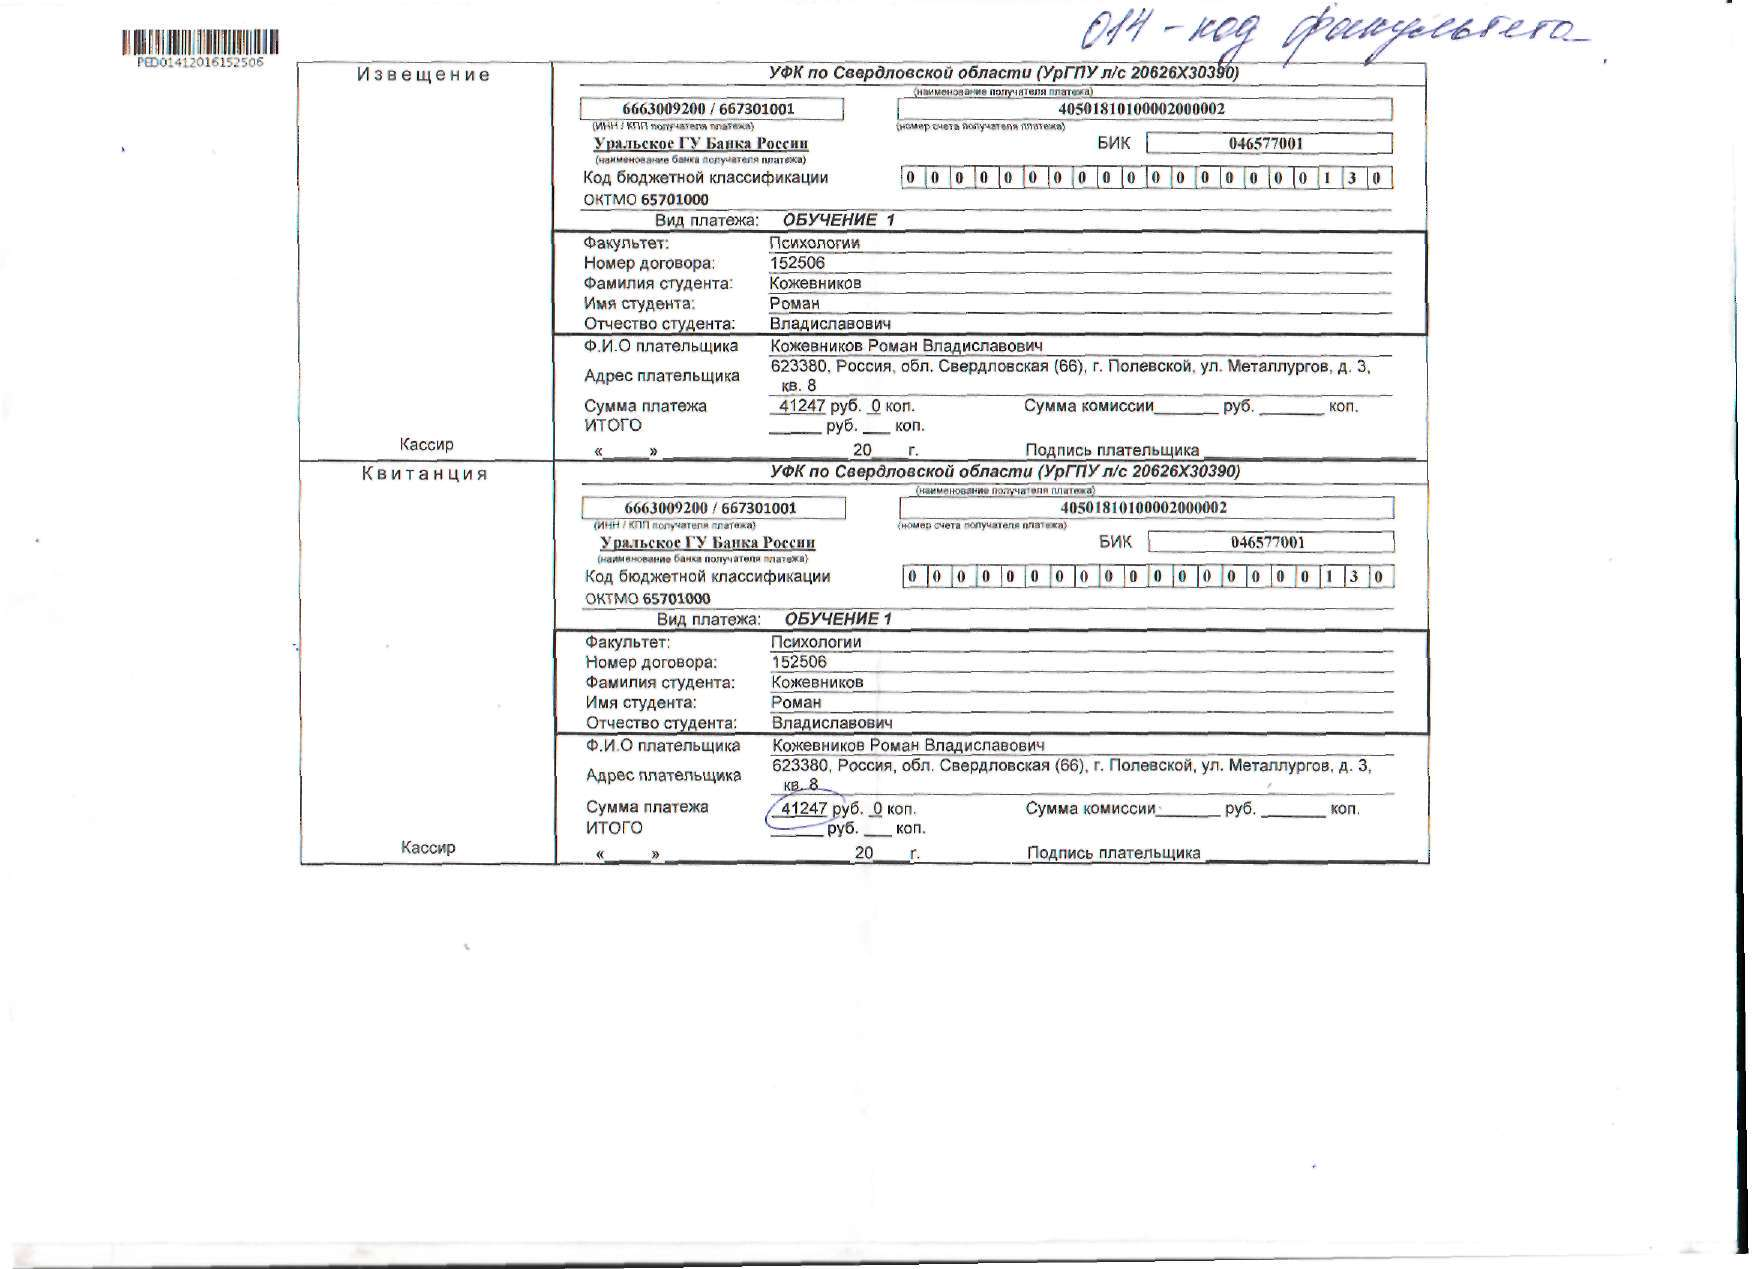 014 - код факультета
PED01412016152506
Извещение
УФК по Свердловской области (УрГПУ л/с 20626Х30390)
(наименование получателя платежа)
6663009200 / 667301001 40501810100002000002
(ИНН / КПП получателя платежа) (номер счета получателя платежа)
Уральское ГУ Банка России БИК 046577001
(наименование банка получателя платежа)
Код бюджетной классификации 0 0 0 0 0 0 0 0 0 0 0 0 0 0 0 0 0 1 3 0
ОКТМО 65701000
Вид платежа: ОБУЧЕНИЕ 1
Факультет: Психологии
Номер договора: 152506
Фамилия студента: Кожевников
Имя студента: Роман
Отчество студента: Владиславович
Ф.И.О плательщика Кожевников Роман Владиславович
Адрес плательщика 623380, Россия, обл. Свердловская (66), г. Полевской, ул. Металлургов, д. 3,
кв. 8
Сумма платежа 41247 руб. 0 коп. Сумма комиссии______ руб. ______ коп.
ИТОГО ______ руб. ___ коп.
Кассир « » 20 г. Подпись плательщика
Квитанция
УФК по Свердловской области (УрГПУ л/с 20626Х30390)
(наименование получателя платежа)
6663009200 / 667301001 40501810100002000002
(ИНН / КПП получателя платежа) (номер счета получателя платежа)
Уральское ГУ Банка России БИК 046577001
(наименование банка получателя платежа)
Код бюджетной классификации 0 0 0 0 0 0 0 0 0 0 0 0 0 0 0 0 0 1 3 0
ОКТМО 65701000
Вид платежа: ОБУЧЕНИЕ 1
Факультет: Психологии
Номер договора: 152506
Фамилия студента: Кожевников
Имя студента: Роман
Отчество студента: Владиславович
Ф.И.О плательщика Кожевников Роман Владиславович
Адрес плательщика 623380, Россия, обл. Свердловская (66), г. Полевской, ул. Металлургов, д. 3,
кв. 8
Сумма платежа 41247 руб. 0 коп. Сумма комиссии______ руб. ______ коп.
ИТОГО ______ руб. ___ коп.
Кассир « » 20 г. Подпись плательщика